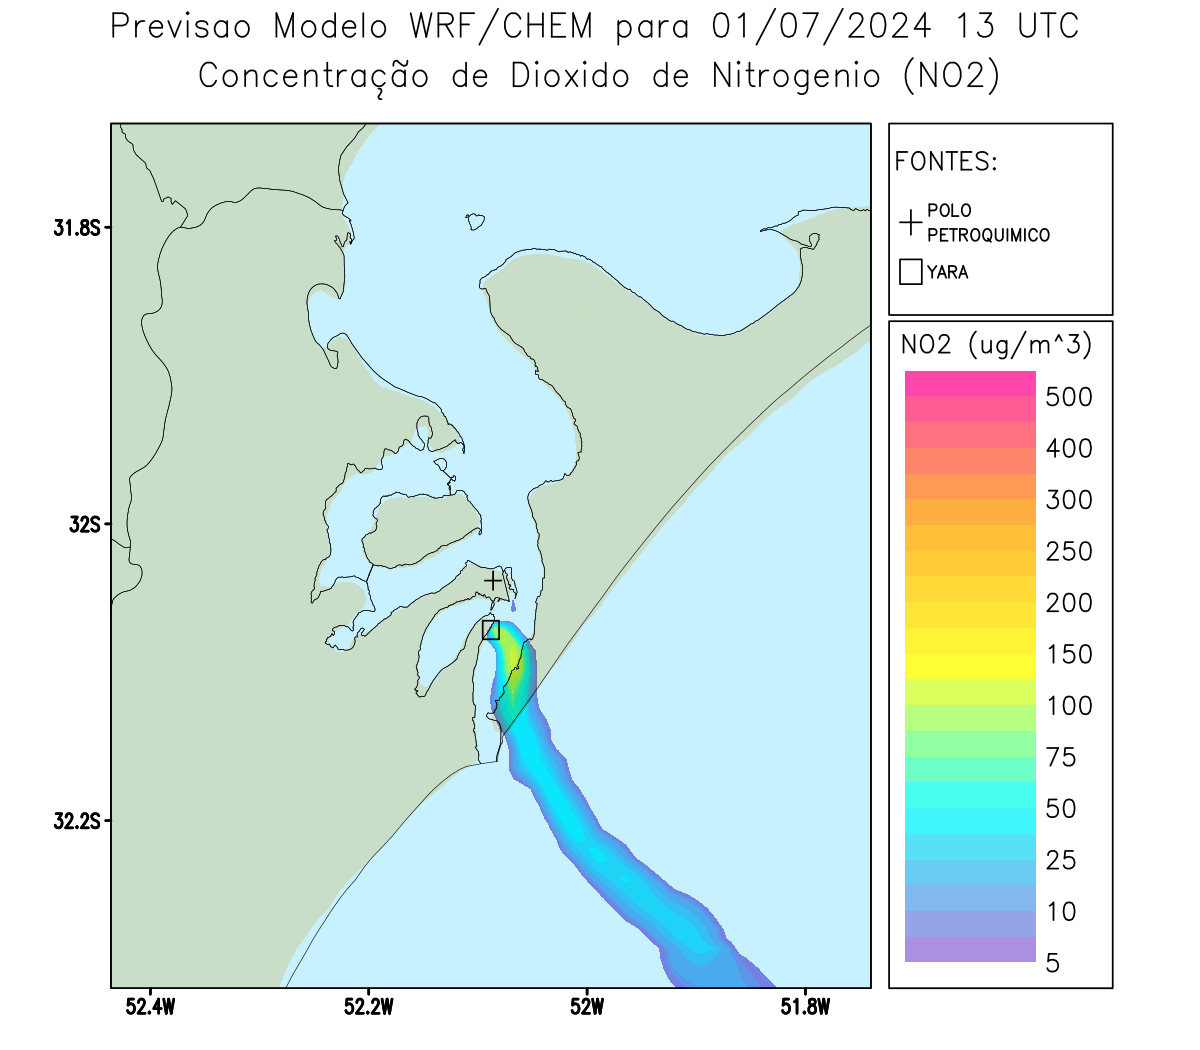 Previsao Modelo WRF/CHEM para 01/07/2024 13 UTC
Concentração de Dioxido de Nitrogenio (NO2)
FONTES:
POLO
PETROQUIMICO
YARA
NO2 (ug/m^3)
500
400
300
250
200
150
100
75
50
25
10
5
31.8S
32S
32.2S
52.4W
52.2W
52W
51.8W